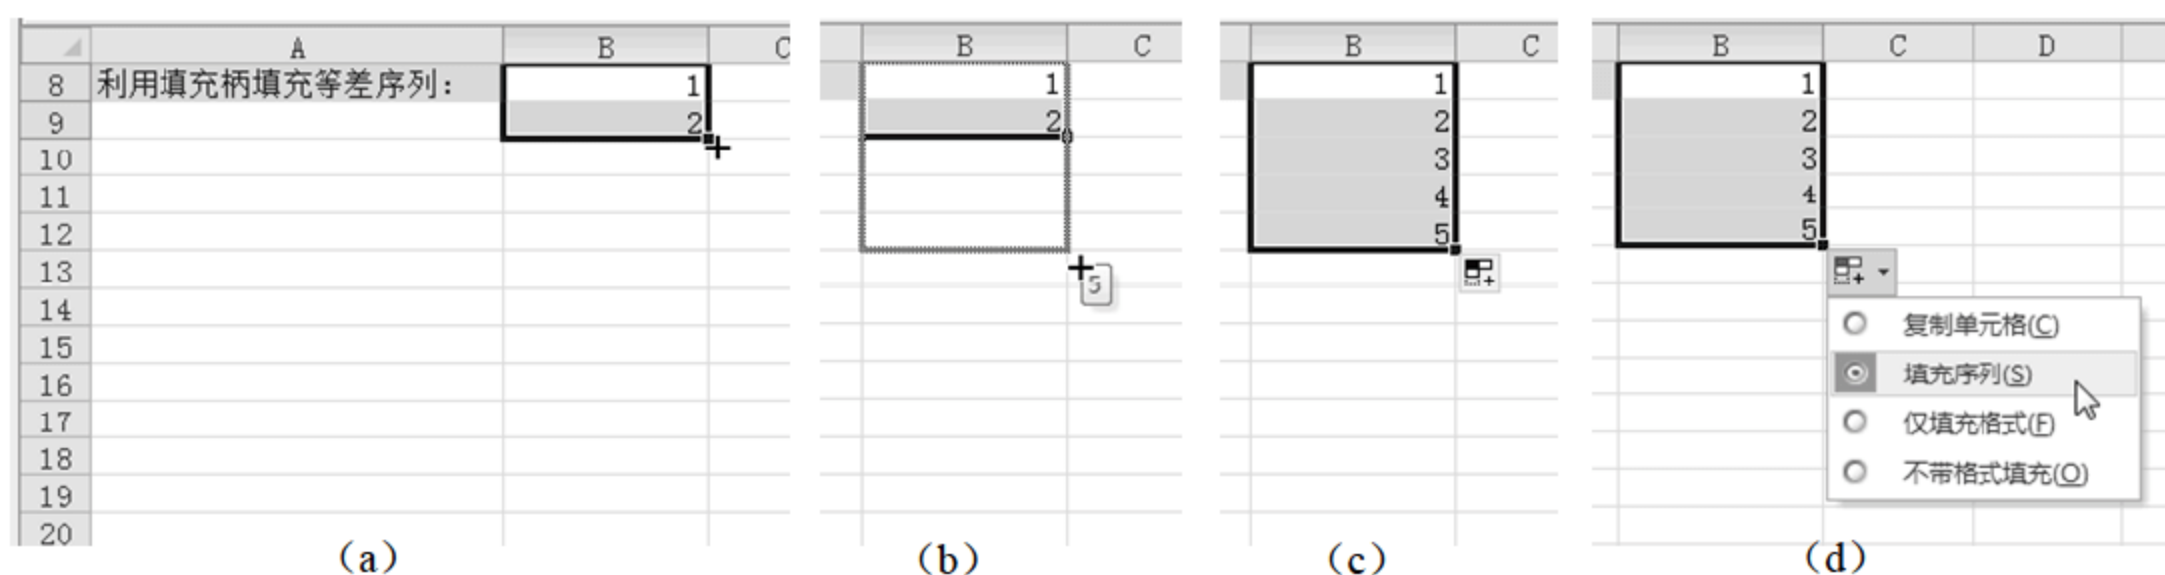 A B C
8 利用填充柄填充等差序列： 1
9 2
10
11
12
13
14
15
16
17
18
19
20
(a)
B C
1
2
5
(b)
B C
1
2
3
4
5
(c)
B C D
1
2
3
4
5
复制单元格(C)
填充序列(S)
仅填充格式(F)
不带格式填充(O)
(d)